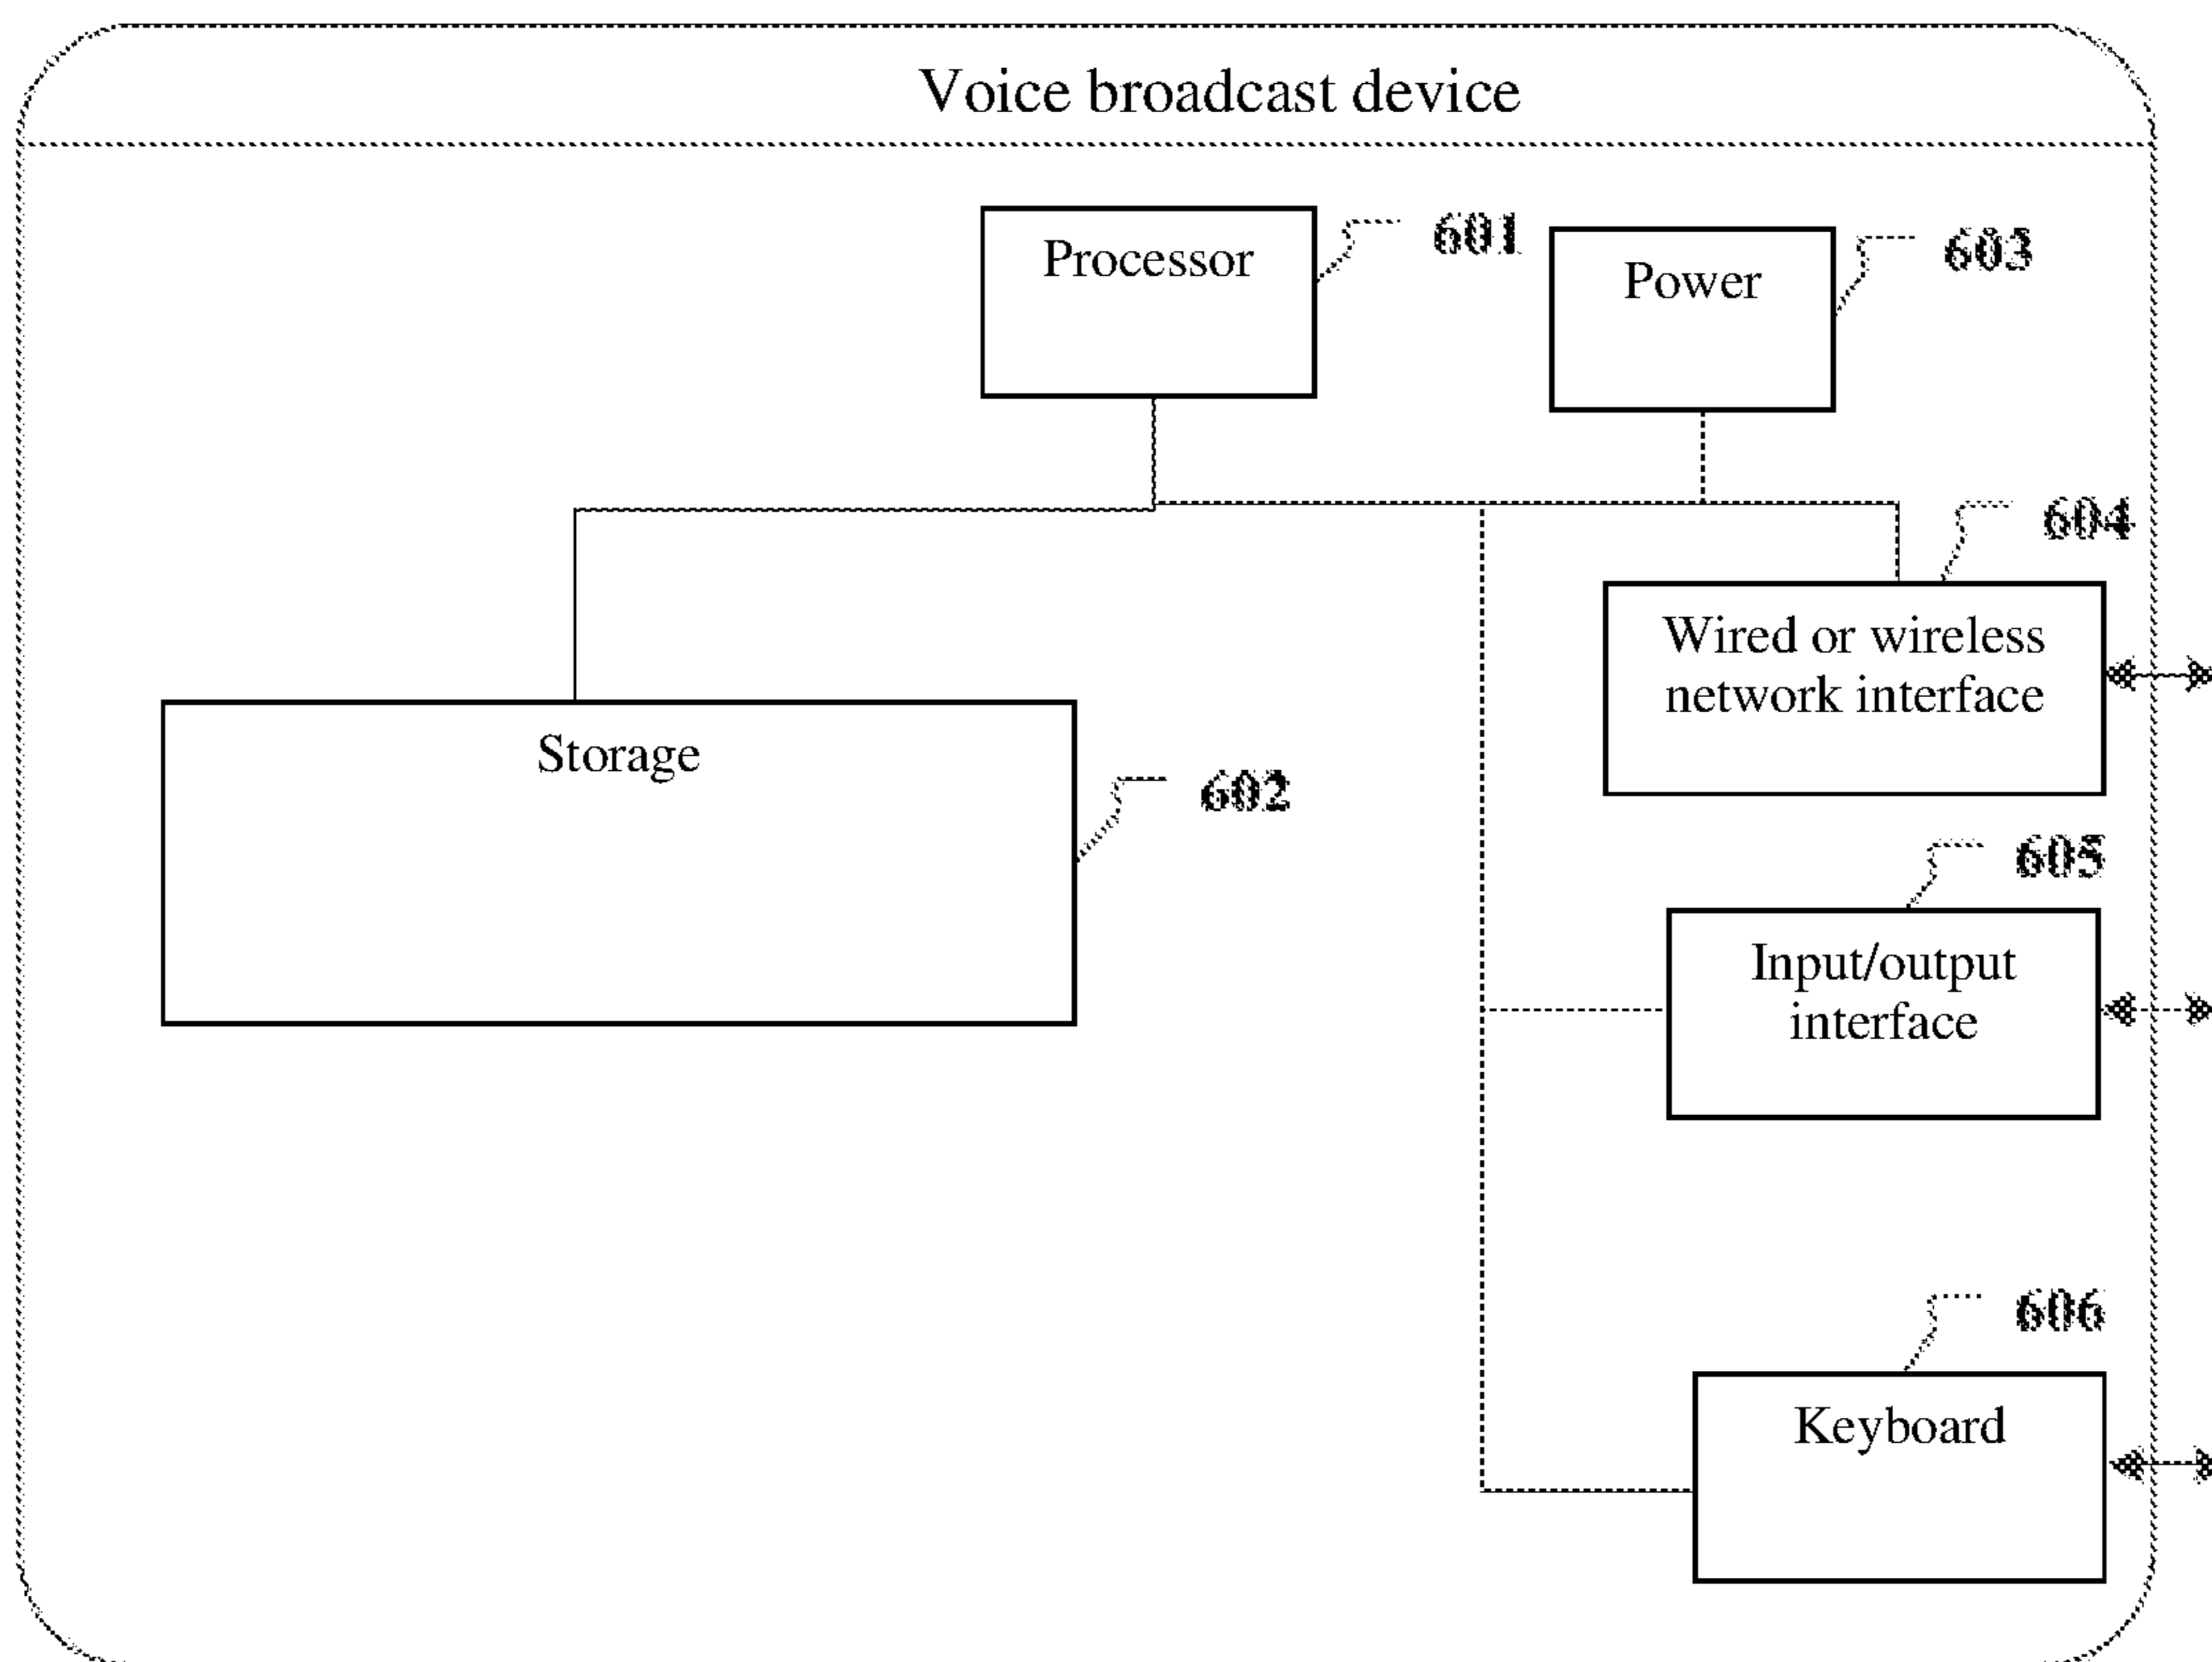 Voice broadcast device
Processor
601
Power
603
604
Wired or wireless
network interface
Storage
602
605
Input/output
interface
606
Keyboard